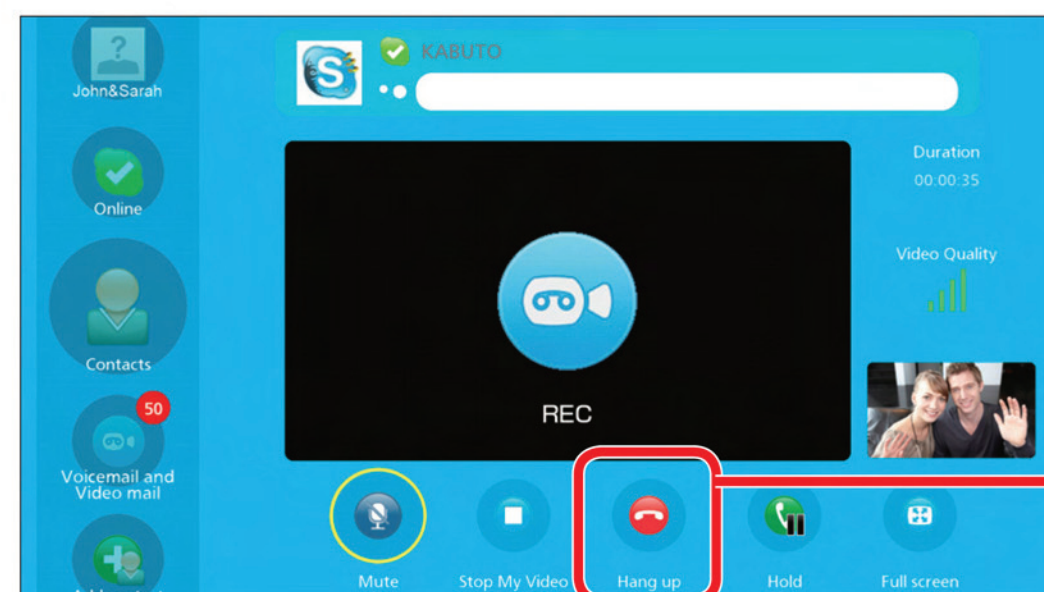 ?
John&Sarah
Online
Contacts
50
Voicemail and
Video mail
S
KABUTO
Duration
00:00:35
Video Quality
REC
Mute
Stop My Video
Hang up
Hold
Full screen